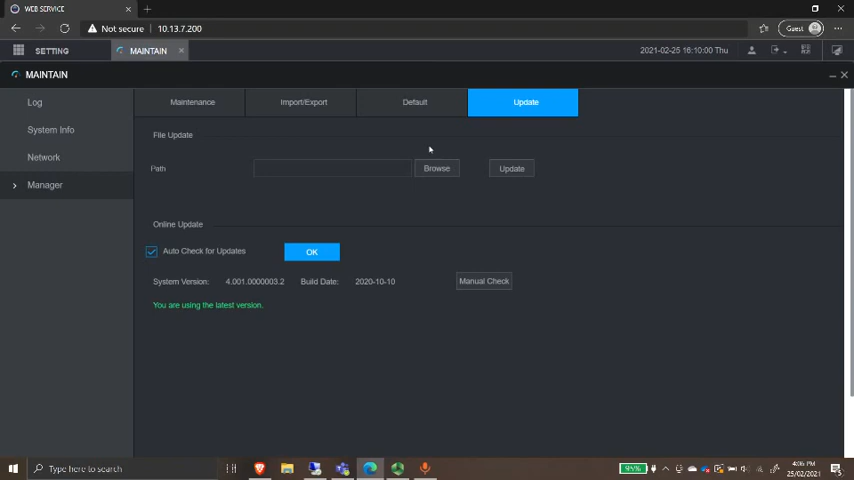 WEB SERVICE
Not secure 10.13.7.200
Guest
SETTING MAINTAIN 2021-02-25 16:10:00 Thu
MAINTAIN
Log
System Info
Network
Manager
Maintenance Import/Export Default Update
File Update
Path Browse Update
Online Update
Auto Check for Updates OK
System Version: 4.001.0000003.2 Build Date: 2020-10-10 Manual Check
You are using the latest version.
Type here to search
95%
4:06 PM
25/02/2021